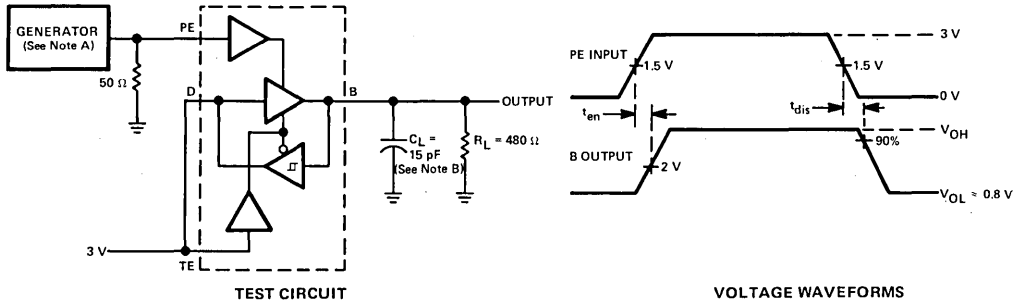 GENERATOR
(See Note A)
PE
50 Ω
D
B
OUTPUT
C_L =
15 pF
(See Note B)
R_L = 480 Ω
3 V
TE
TEST CIRCUIT
PE INPUT
1.5 V
1.5 V
3 V
0 V
t_en
t_dis
B OUTPUT
2 V
V_OH
90%
V_OL ≈ 0.8 V
VOLTAGE WAVEFORMS